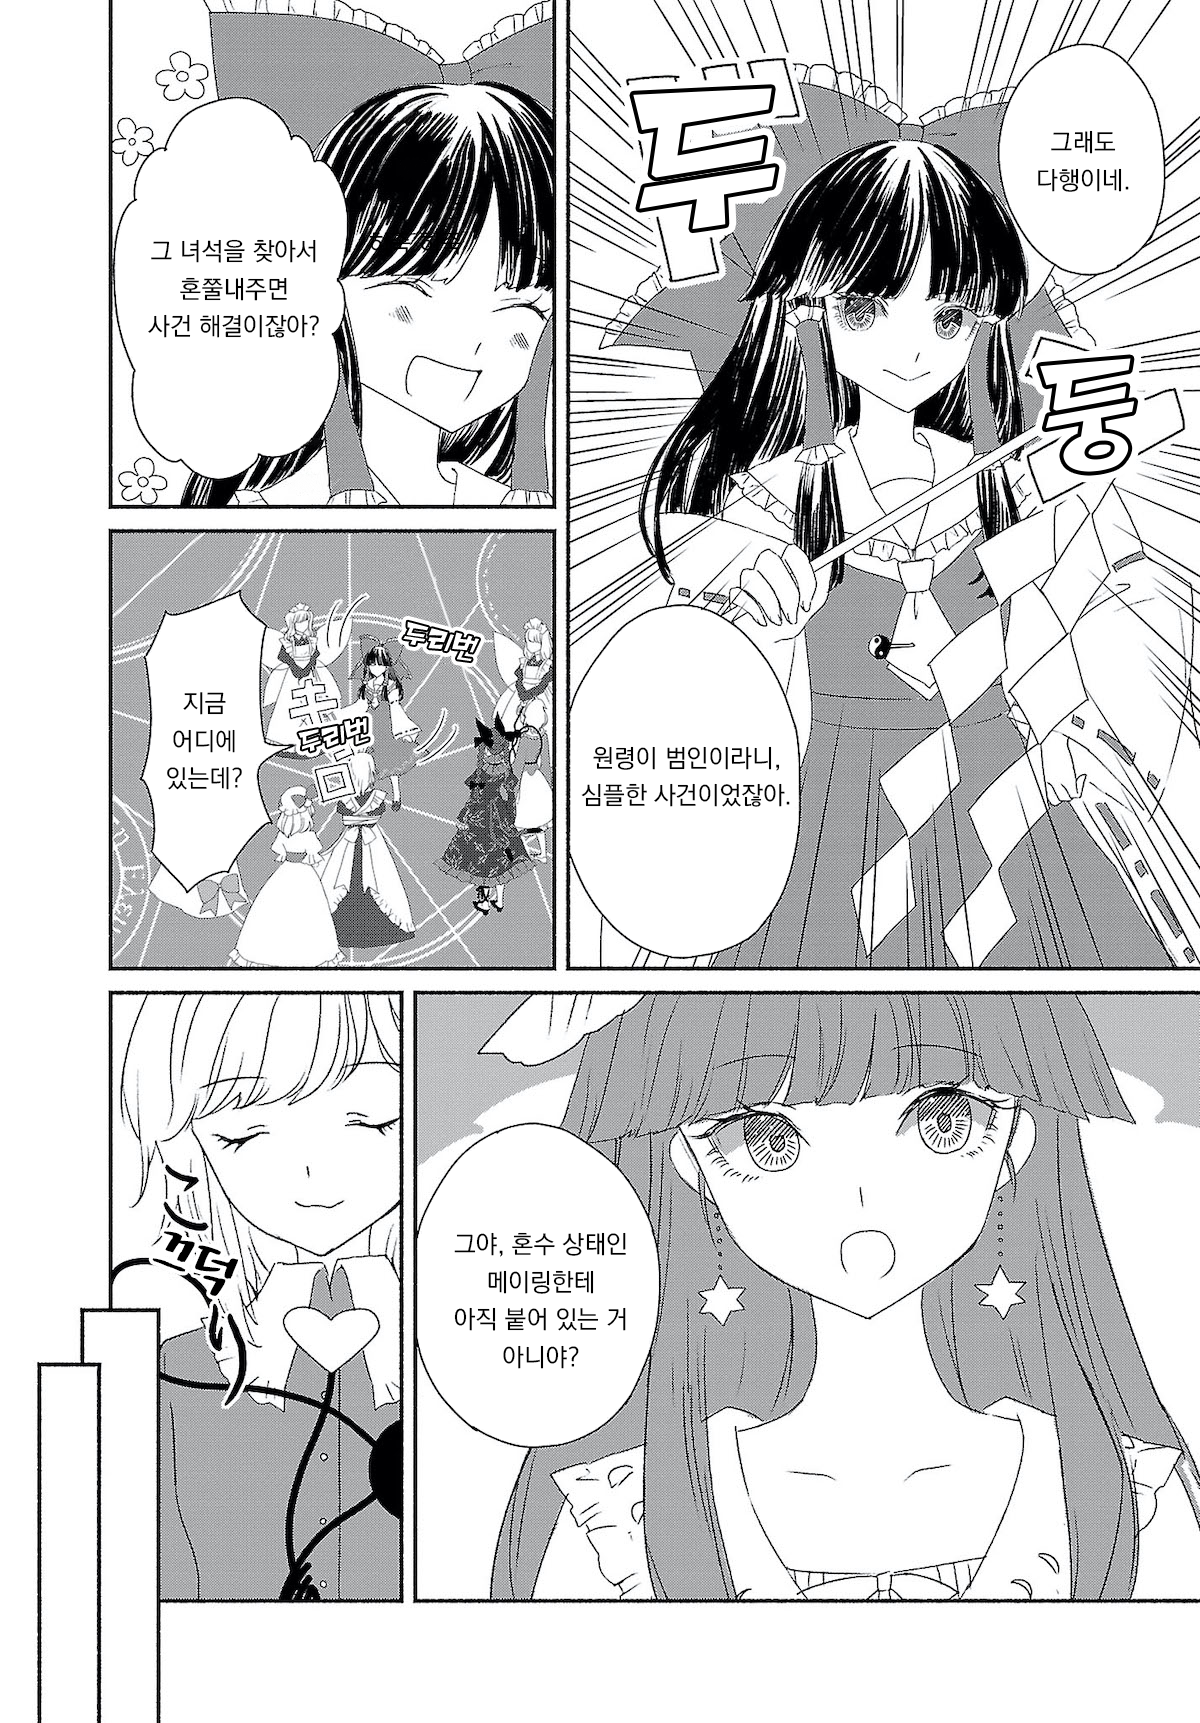 그래도
다행이네.
두
둥
원령이 범인이라니,
심플한 사건이었잖아.
그 녀석을 찾아서
혼쭐내주면
사건 해결이잖아?
지금
어디에
있는데?
두리번
두리번
그야, 혼수 상태인
메이링한테
아직 붙어 있는 거
아니야?
끄덕